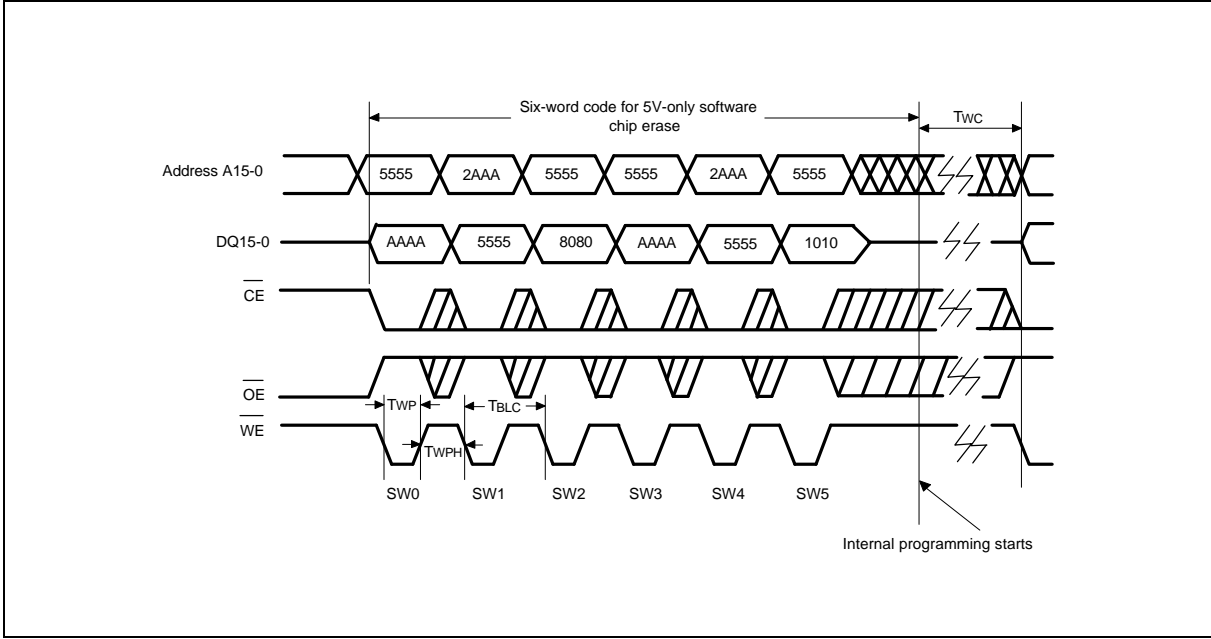 Six-word code for 5V-only software
chip erase
TWC
Address A15-0
5555
2AAA
5555
5555
2AAA
5555
DQ15-0
AAAA
5555
8080
AAAA
5555
1010
CE
OE
TWP
TBLC
WE
TWPH
SW0
SW1
SW2
SW3
SW4
SW5
Internal programming starts